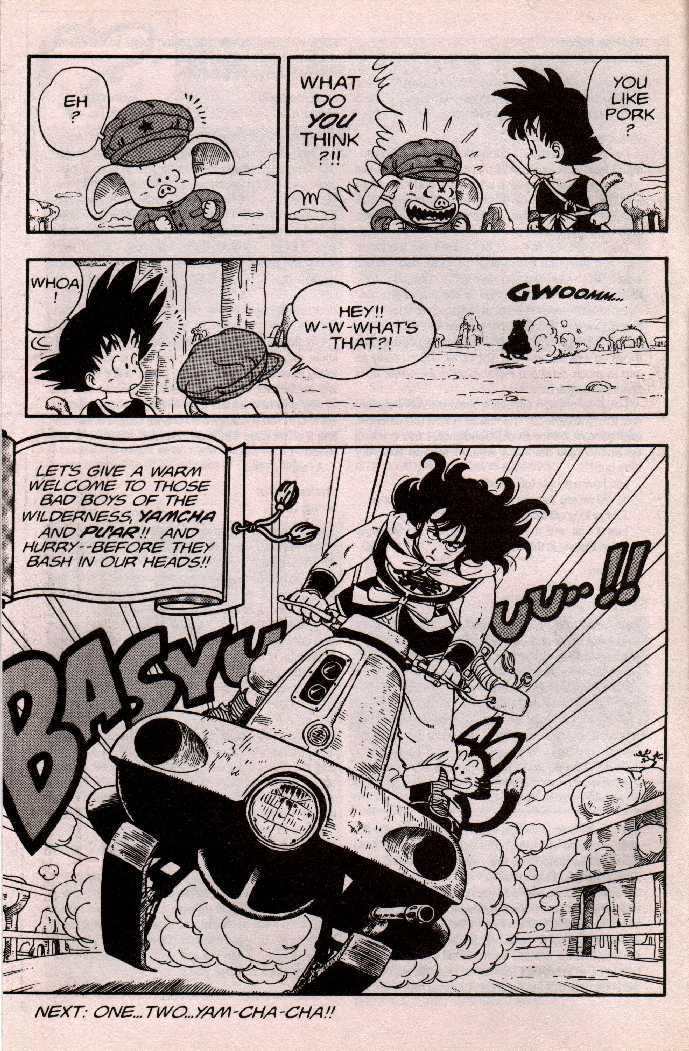 YOU
LIKE
PORK
?
WHAT
DO
YOU
THINK
?!!
EH
?
GWOOMM...
HEY!!
W-W-WHAT'S
THAT?!
WHOA
!
LET'S GIVE A WARM
WELCOME TO THOSE
BAD BOYS OF THE
WILDERNESS, YAMCHA
AND PU'AR!! AND
HURRY--BEFORE THEY
BASH IN OUR HEADS!!
BASYU UU..!!
NEXT: ONE...TWO...YAM-CHA-CHA!!